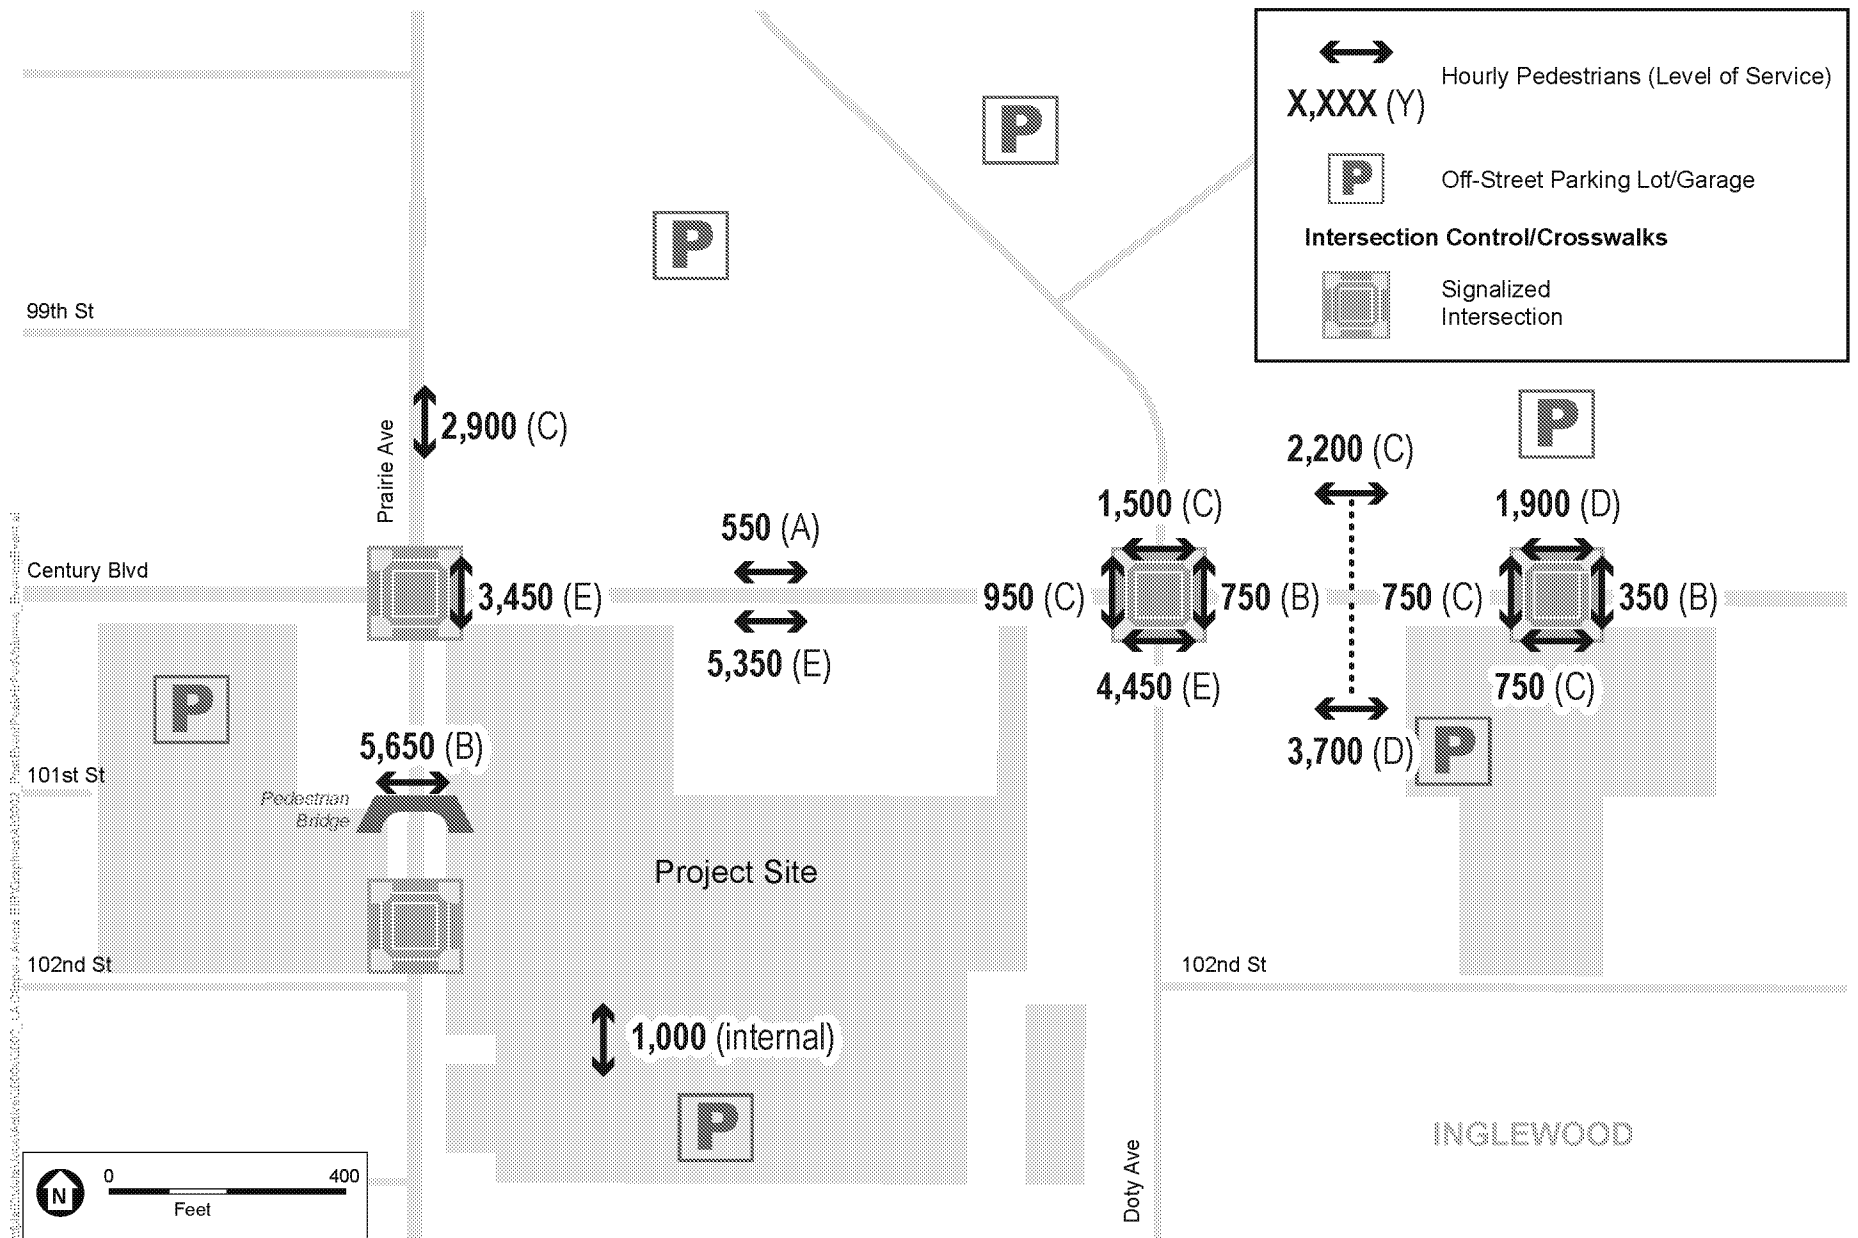 X,XXX (Y)
Hourly Pedestrians (Level of Service)
P
Off-Street Parking Lot/Garage
Intersection Control/Crosswalks
Signalized
Intersection
P
P
99th St
Prairie Ave
2,900 (C)
P
2,200 (C)
1,500 (C)
1,900 (D)
550 (A)
Century Blvd
3,450 (E)
950 (C)
750 (B)
750 (C)
350 (B)
5,350 (E)
4,450 (E)
750 (C)
P
5,650 (B)
3,700 (D)
P
101st St
Pedestrian
Bridge
Project Site
102nd St
102nd St
1,000 (internal)
P
INGLEWOOD
Doty Ave
N
0
400
Feet